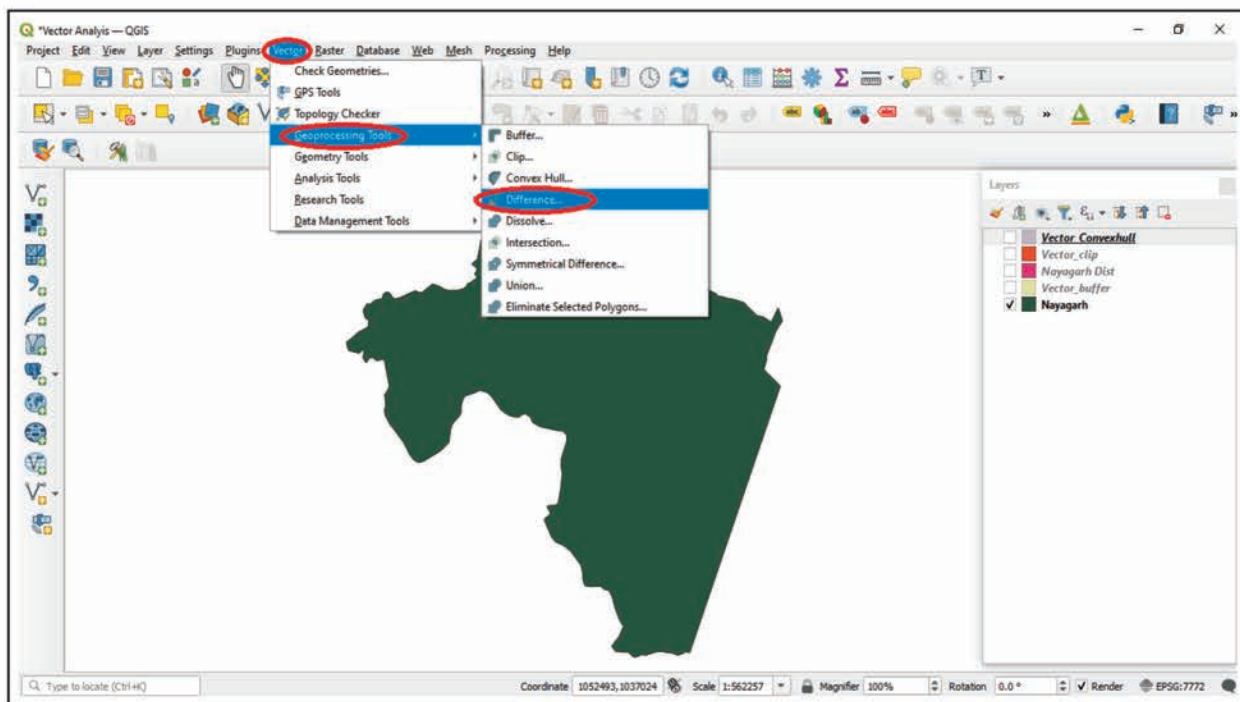 *Vector Analyis — QGIS
Project Edit View Layer Settings Plugins Vector Raster Database Web Mesh Processing Help
Check Geometries...
GPS Tools
Topology Checker
Geoprocessing Tools
Geometry Tools
Analysis Tools
Research Tools
Data Management Tools
Buffer...
Clip...
Convex Hull...
Difference...
Dissolve...
Intersection...
Symmetrical Difference...
Union...
Eliminate Selected Polygons...
Layers
Vector Convexhull
Vector_clip
Nayagarh Dist
Vector_buffer
Nayagarh
Type to locate (Ctrl+K) Coordinate 1052493,1037024 Scale 1:562257 Magnifier 100% Rotation 0.0 ° Render EPSG:7772